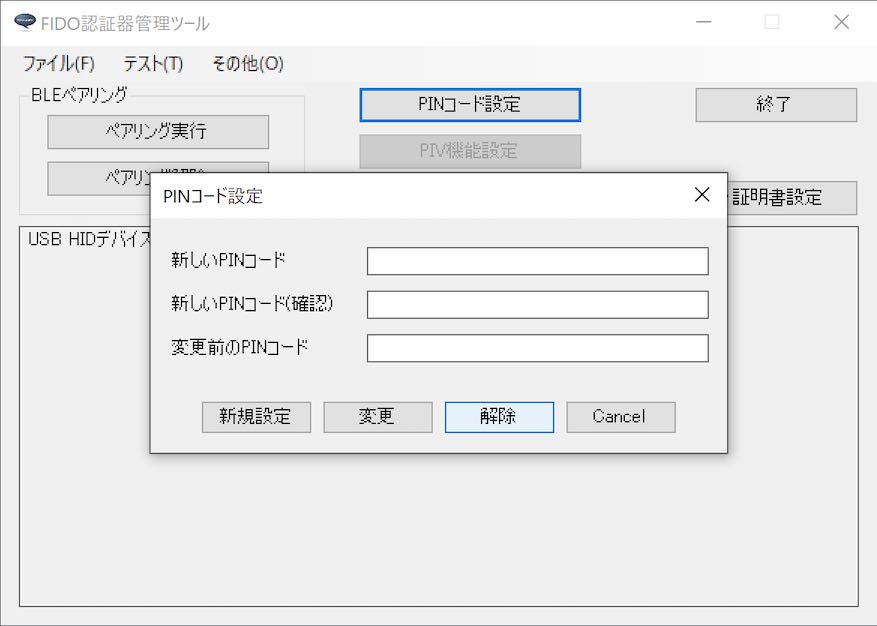 FIDO認証器管理ツール
ファイル(F) テスト(T) その他(O)
BLEペアリング
ペアリング実行
PINコード設定
終了
PIV機能設定
証明書設定
USB HIDデバイス
PINコード設定
新しいPINコード
新しいPINコード(確認)
変更前のPINコード
新規設定 変更 解除 Cancel